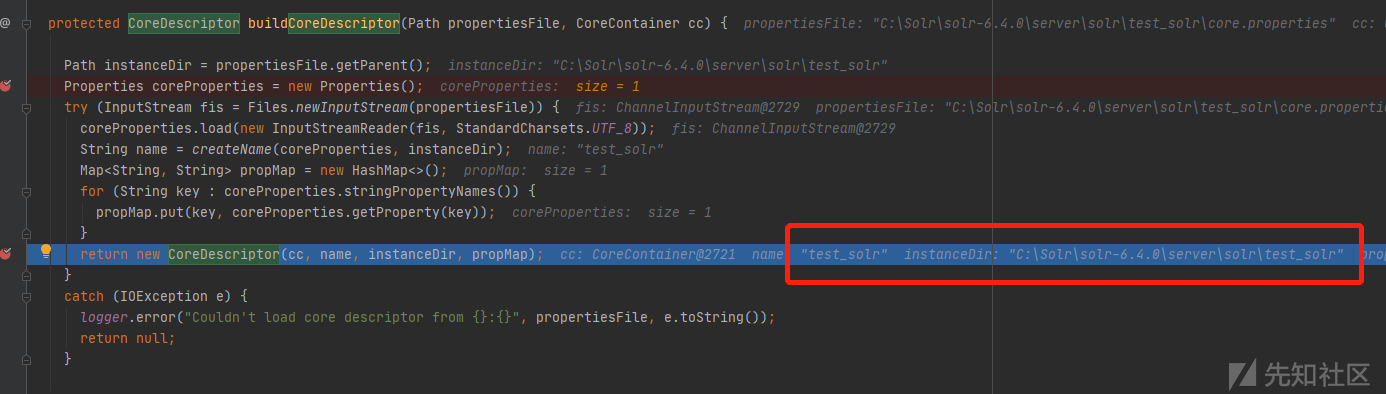 @ protected CoreDescriptor buildCoreDescriptor(Path propertiesFile, CoreContainer cc) { propertiesFile: "C:\Solr\solr-6.4.0\server\solr\test_solr\core.properties" cc:
Path instanceDir = propertiesFile.getParent(); instanceDir: "C:\Solr\solr-6.4.0\server\solr\test_solr"
Properties coreProperties = new Properties(); coreProperties: size = 1
try (InputStream fis = Files.newInputStream(propertiesFile)) { fis: ChannelInputStream@2729 propertiesFile: "C:\Solr\solr-6.4.0\server\solr\test_solr\core.properti
coreProperties.load(new InputStreamReader(fis, StandardCharsets.UTF_8)); fis: ChannelInputStream@2729
String name = createName(coreProperties, instanceDir); name: "test_solr"
Map<String, String> propMap = new HashMap<>(); propMap: size = 1
for (String key : coreProperties.stringPropertyNames()) {
propMap.put(key, coreProperties.getProperty(key)); coreProperties: size = 1
}
return new CoreDescriptor(cc, name, instanceDir, propMap); cc: CoreContainer@2721 name "test_solr" instanceDir: "C:\Solr\solr-6.4.0\server\solr\test_solr" pro
}
catch (IOException e) {
logger.error("Couldn't load core descriptor from {}:{}", propertiesFile, e.toString());
return null;
}
先知社区